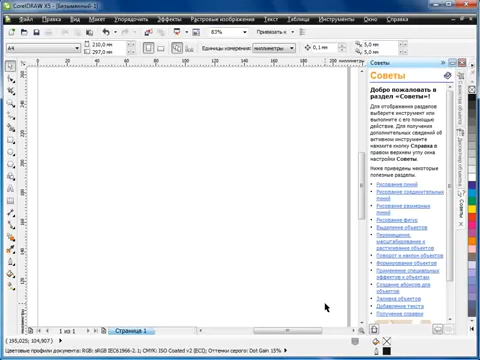 CorelDRAW X5 - [Безымянный-1]
Файл Правка Вид Макет Упорядочить Эффекты Растровые изображения Текст Таблица Инструменты Окно Справка
83% Привязать к
A4 210,0 мм 297,0 мм Единицы измерения: миллиметры 0,1 мм 5,0 мм 5,0 мм
миллиметры
Советы
Советы
Добро пожаловать в
раздел «Советы»!
Для отображения разделов
выберите инструмент или
выполните с его помощью
действие. Для получения
дополнительных сведений об
активном инструменте
нажмите кнопку Справка в
правом верхнем углу окна
настройки Советы.
Ниже приведены некоторые
полезные разделы.
Рисование линий
Рисование соединительных
линий
Рисование размерных
линий
Рисование фигур
Выделение объектов
Перемещение,
масштабирование и
растягивание объектов
Поворот и наклон объектов
Формирование объектов
Применение специальных
эффектов к объектам
Создание абрисов для
объектов
Заливка объектов
Добавление текста
Получение справки
Диспетчер объектов
Советы
1 из 1 Страница 1
(195,025; 104,907)
Цветовые профили документа: RGB: sRGB IEC61966-2.1; CMYK: ISO Coated v2 (ECI); Оттенки серого: Dot Gain 15%